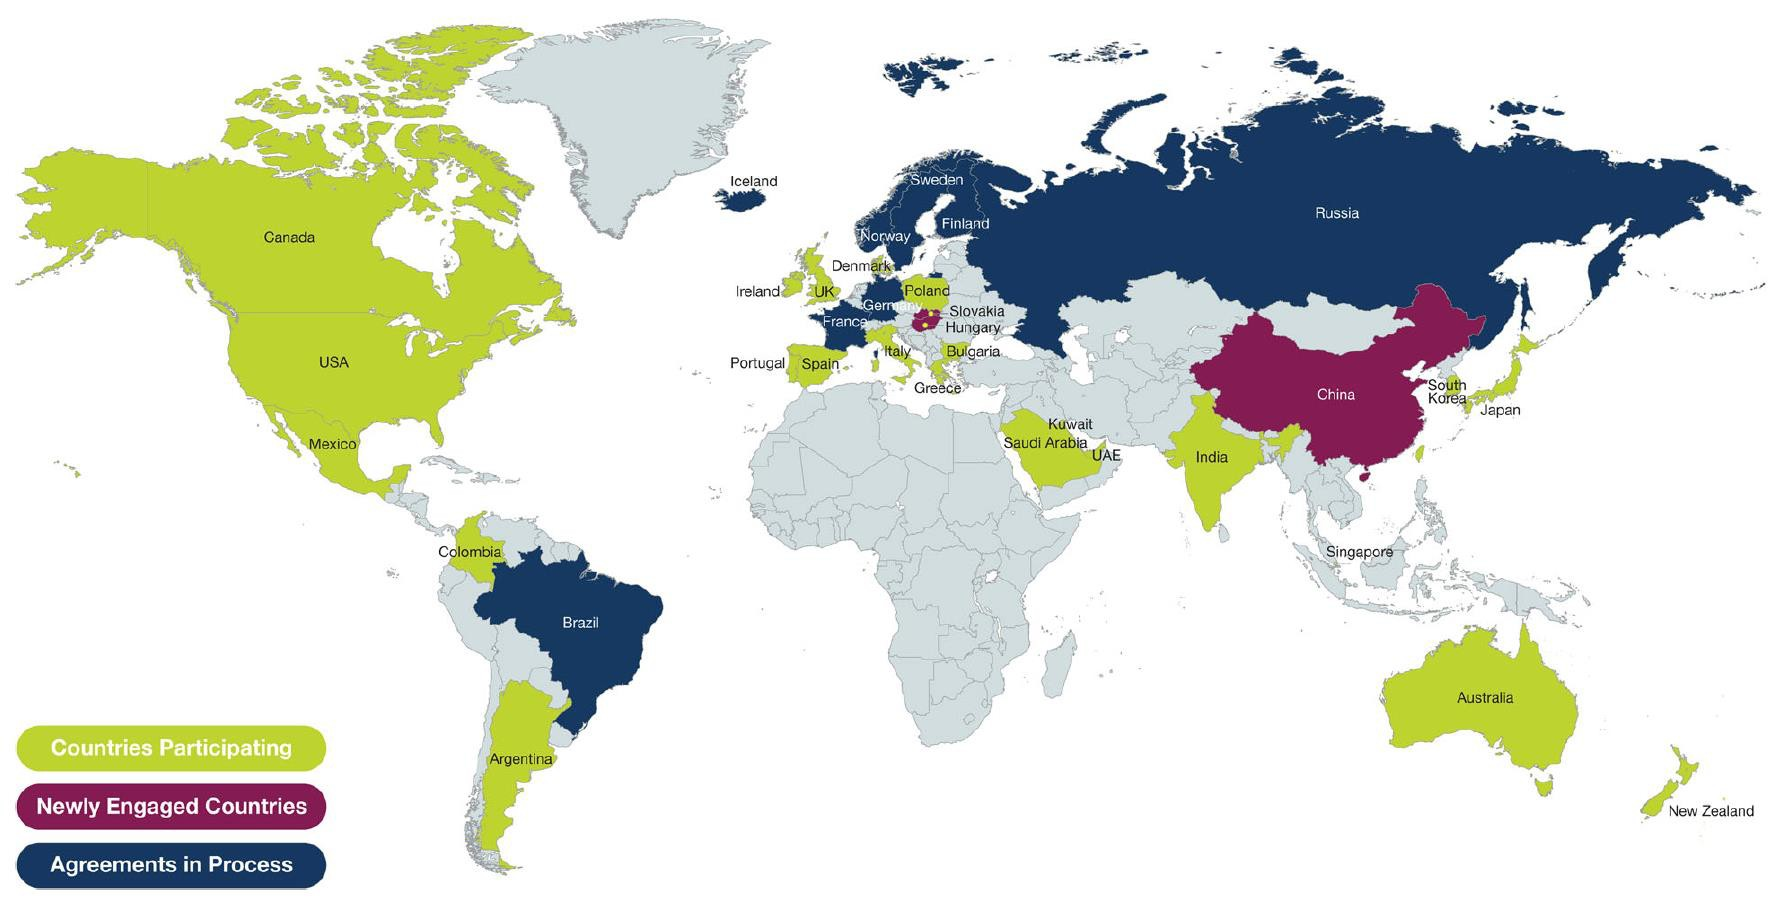 Iceland
Sweden
Russia
Finland
Norway
Canada
Denmark
Ireland
UK
Poland
Germany
Slovakia
France
Hungary
USA
Portugal
Spain
Italy
Bulgaria
Greece
China
South
Korea
Japan
Mexico
Kuwait
Saudi Arabia
UAE
India
Colombia
Singapore
Brazil
Australia
Argentina
New Zealand
Countries Participating
Newly Engaged Countries
Agreements in Process